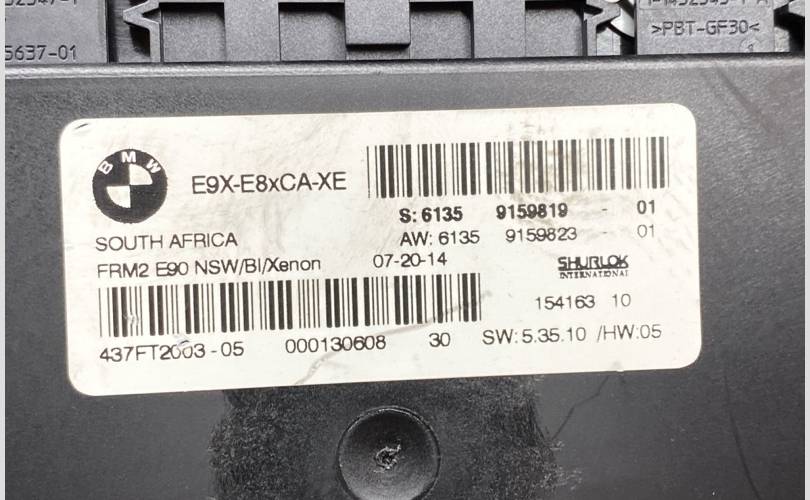 5637-01
>PBT-GF30<
BMW
E9X-E8xCA-XE
S: 6135 9159819 - 01
SOUTH AFRICA
AW: 6135 9159823 - 01
FRM2 E90 NSW/BI/Xenon 07-20-14
SHURLOK
INTERNATIONAL
154163 10
437FT2003-05 000130608 30 SW:5.35.10 /HW:05